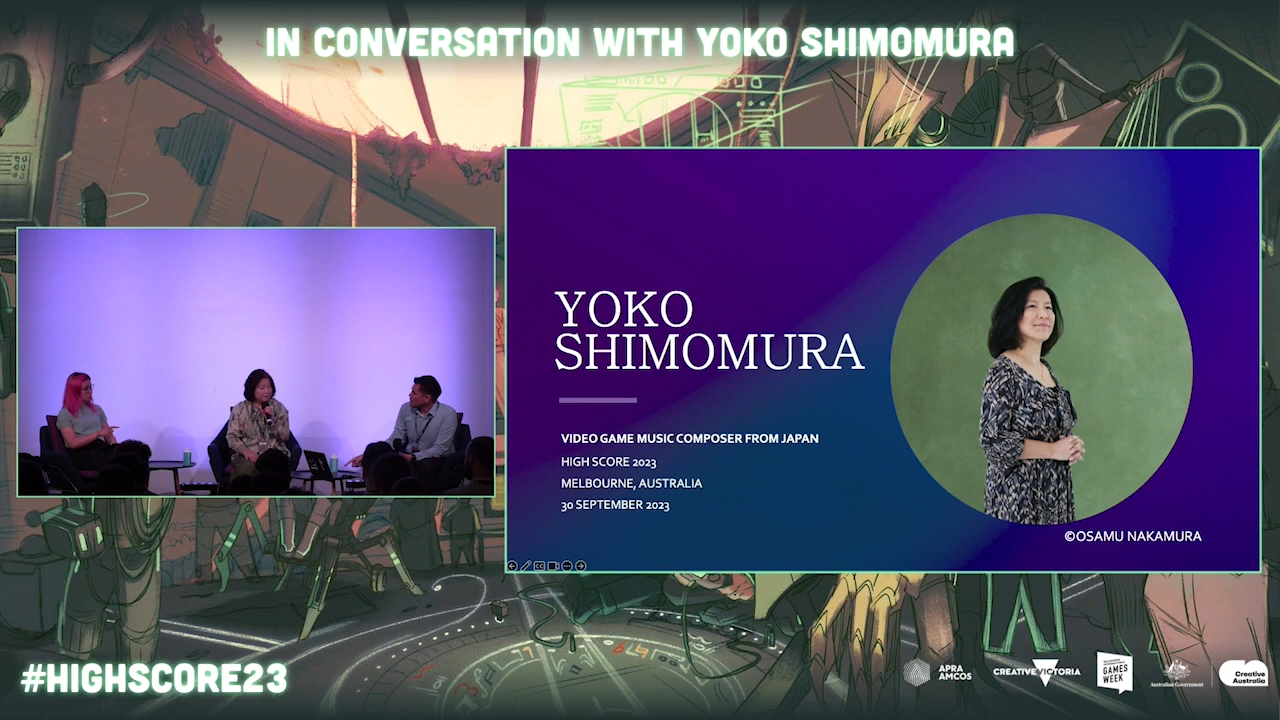 IN CONVERSATION WITH YOKO SHIMOMURA
YOKO
SHIMOMURA
VIDEO GAME MUSIC COMPOSER FROM JAPAN
HIGH SCORE 2023
MELBOURNE, AUSTRALIA
30 SEPTEMBER 2023
©OSAMU NAKAMURA
#HIGHSCORE23
APRA
AMCOS
CREATIVE VICTORIA
GAMES
WEEK
Australian Government
Creative
Australia